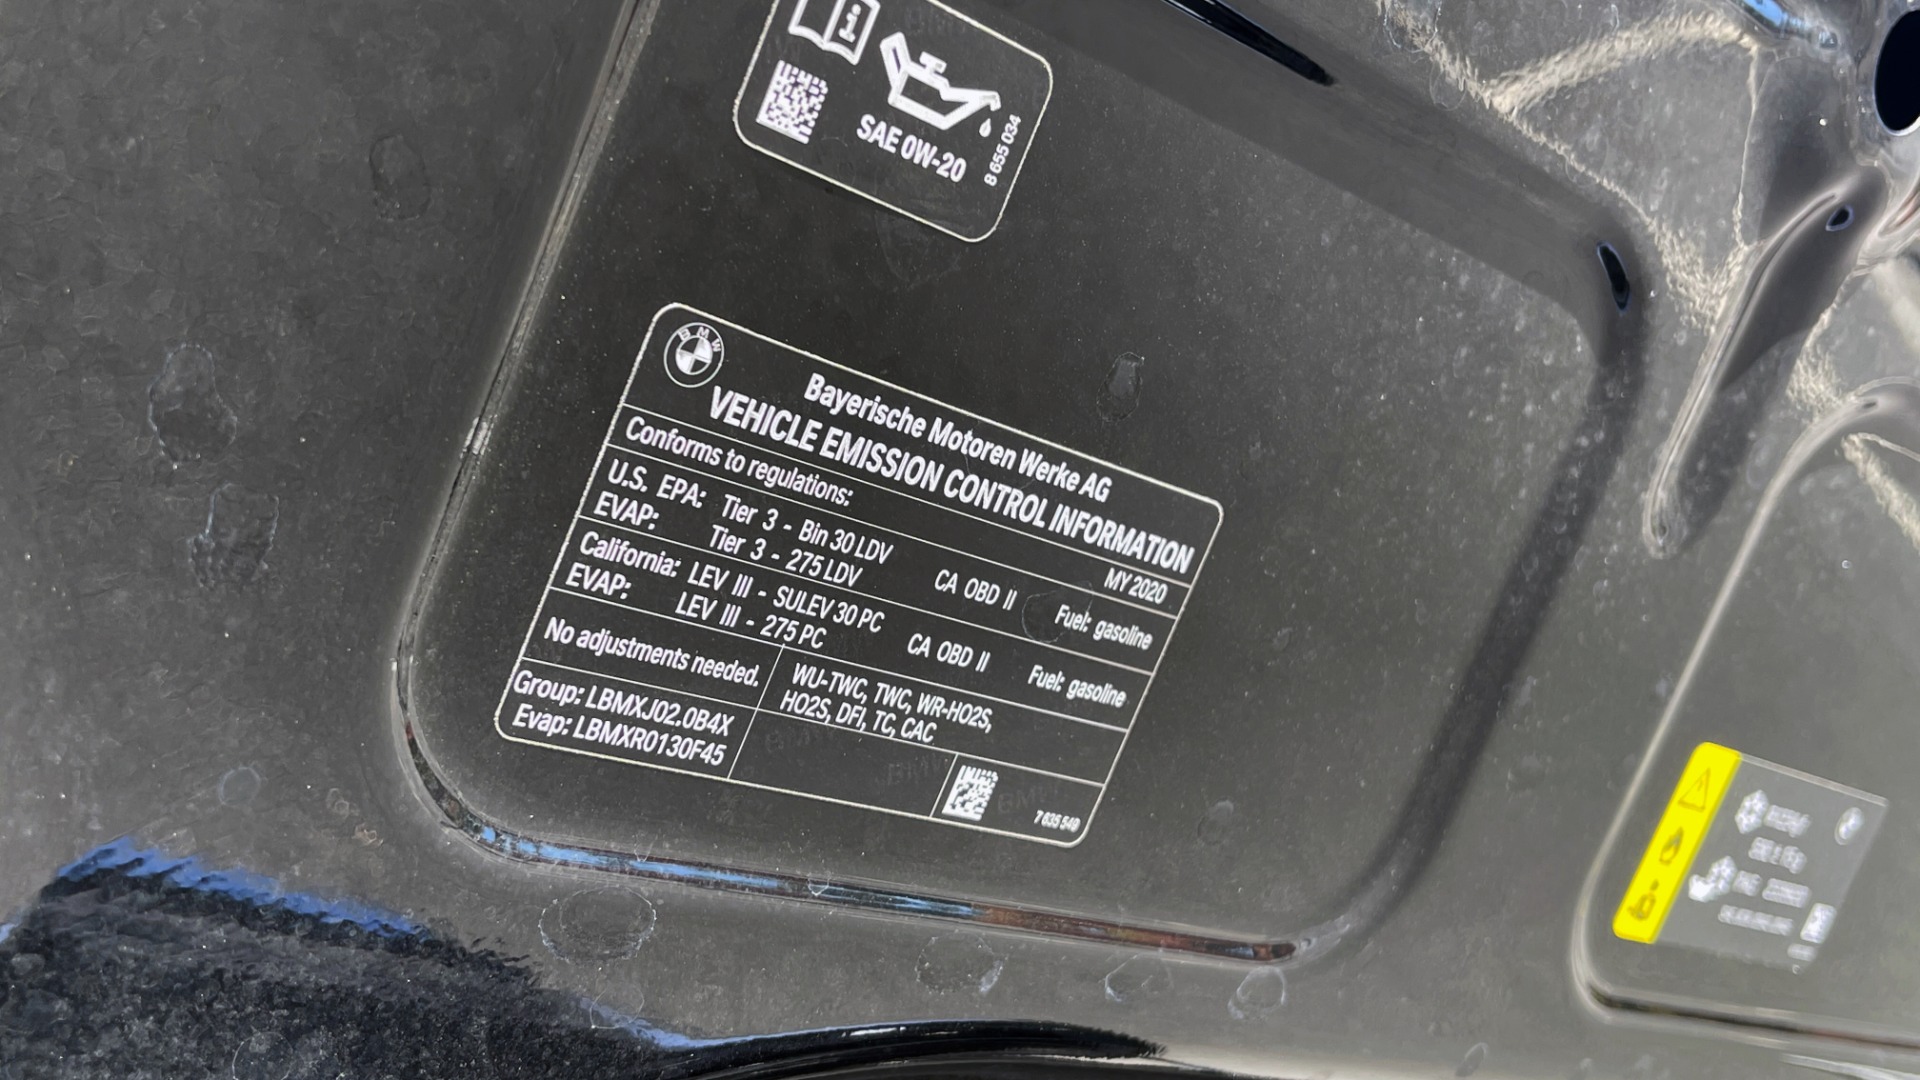 SAE 0W-20
8 655 034
BMW
Bayerische Motoren Werke AG
VEHICLE EMISSION CONTROL INFORMATION
Conforms to regulations: MY 2020
U.S. EPA: Tier 3 - Bin 30 LDV CA OBD II Fuel: gasoline
EVAP: Tier 3 - 275 LDV
California: LEV III - SULEV 30 PC CA OBD II Fuel: gasoline
EVAP: LEV III - 275 PC
No adjustments needed.
WU-TWC, TWC, WR-HO2S,
HO2S, DFI, TC, CAC
Group: LBMXJ02.0B4X
Evap: LBMXR0130F45
7 635 549